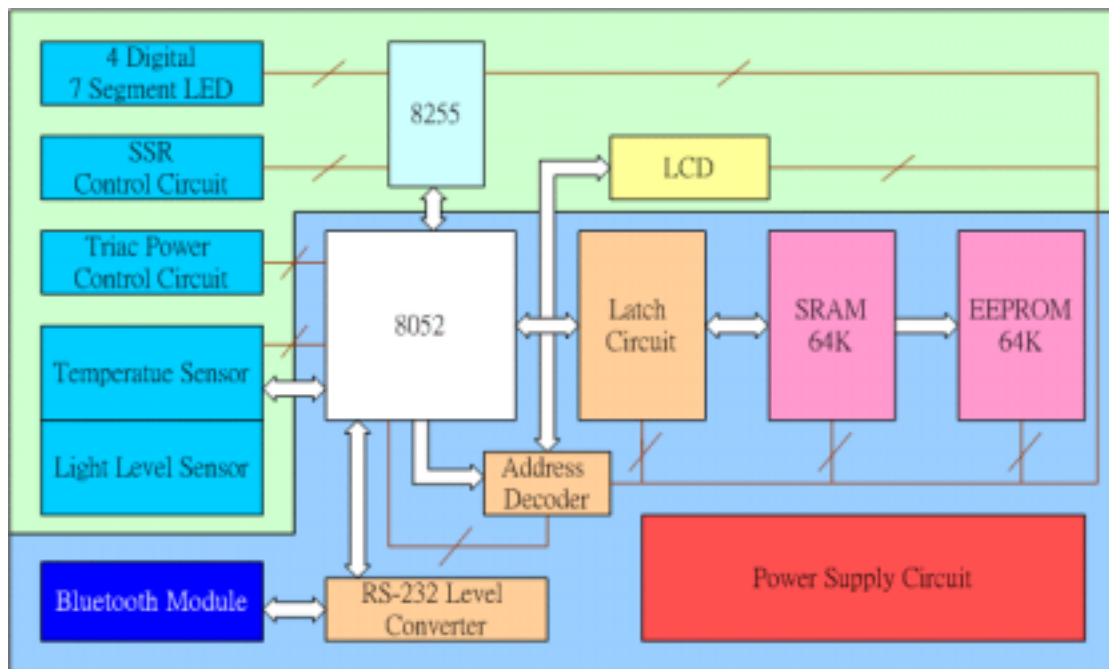 4 Digital
7 Segment LED
8255
SSR
Control Circuit
LCD
Triac Power
Control Circuit
8052
Latch
Circuit
SRAM
64K
EEPROM
64K
Temperatue Sensor
Light Level Sensor
Address
Decoder
Bluetooth Module
RS-232 Level
Converter
Power Supply Circuit